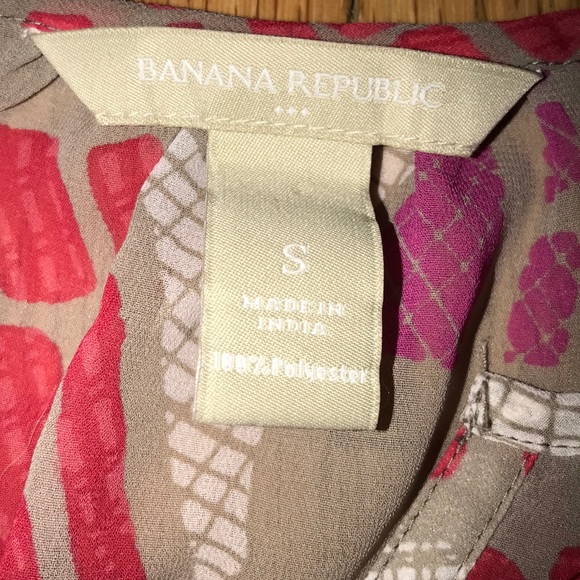 BANANA REPUBLIC
S
MADE IN
INDIA
100% Polyester